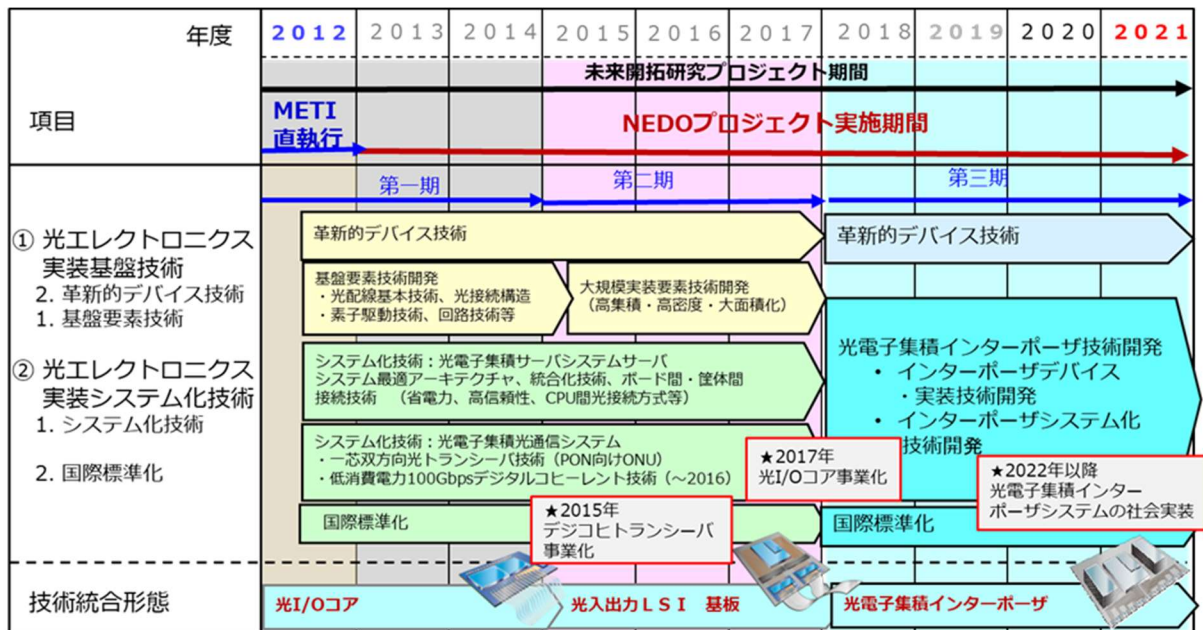 年度
2012 2013 2014 2015 2016 2017 2018 2019 2020 2021
未来開拓研究プロジェクト期間
項目
METI
直執行
NEDOプロジェクト実施期間
第一期
第二期
第三期
① 光エレクトロニクス
実装基盤技術
2. 革新的デバイス技術
1. 基盤要素技術
② 光エレクトロニクス
実装システム化技術
1. システム化技術
2. 国際標準化
革新的デバイス技術
革新的デバイス技術
基盤要素技術開発
・光配線基本技術、光接続構造
・素子駆動技術、回路技術等
大規模実装要素技術開発
（高集積・高密度・大面積化）
システム化技術：光電子集積サーバシステムサーバ
システム最適アーキテクチャ、統合化技術、ボード間・筐体間
接続技術　（省電力、高信頼性、CPU間光接続方式等）
システム化技術：光電子集積光通信システム
・一芯双方向光トランシーバ技術（PON向けONU）
・低消費電力100Gbpsデジタルコヒーレント技術（～2016）
光電子集積インターポーザ技術開発
• インターポーザデバイス
・実装技術開発
• インターポーザシステム化
技術開発
★2017年
光I/Oコア事業化
★2022年以降
光電子集積インター
ポーザシステムの社会実装
★2015年
デジコヒトランシーバ
事業化
国際標準化
国際標準化
技術統合形態
光I/Oコア
光入出力ＬＳＩ　基板
光電子集積インターポーザ